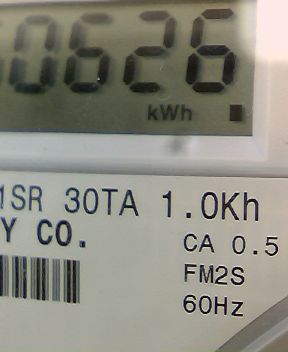 0626
kWh
1SR 30TA 1.0Kh
Y CO.
CA 0.5
FM2S
60Hz